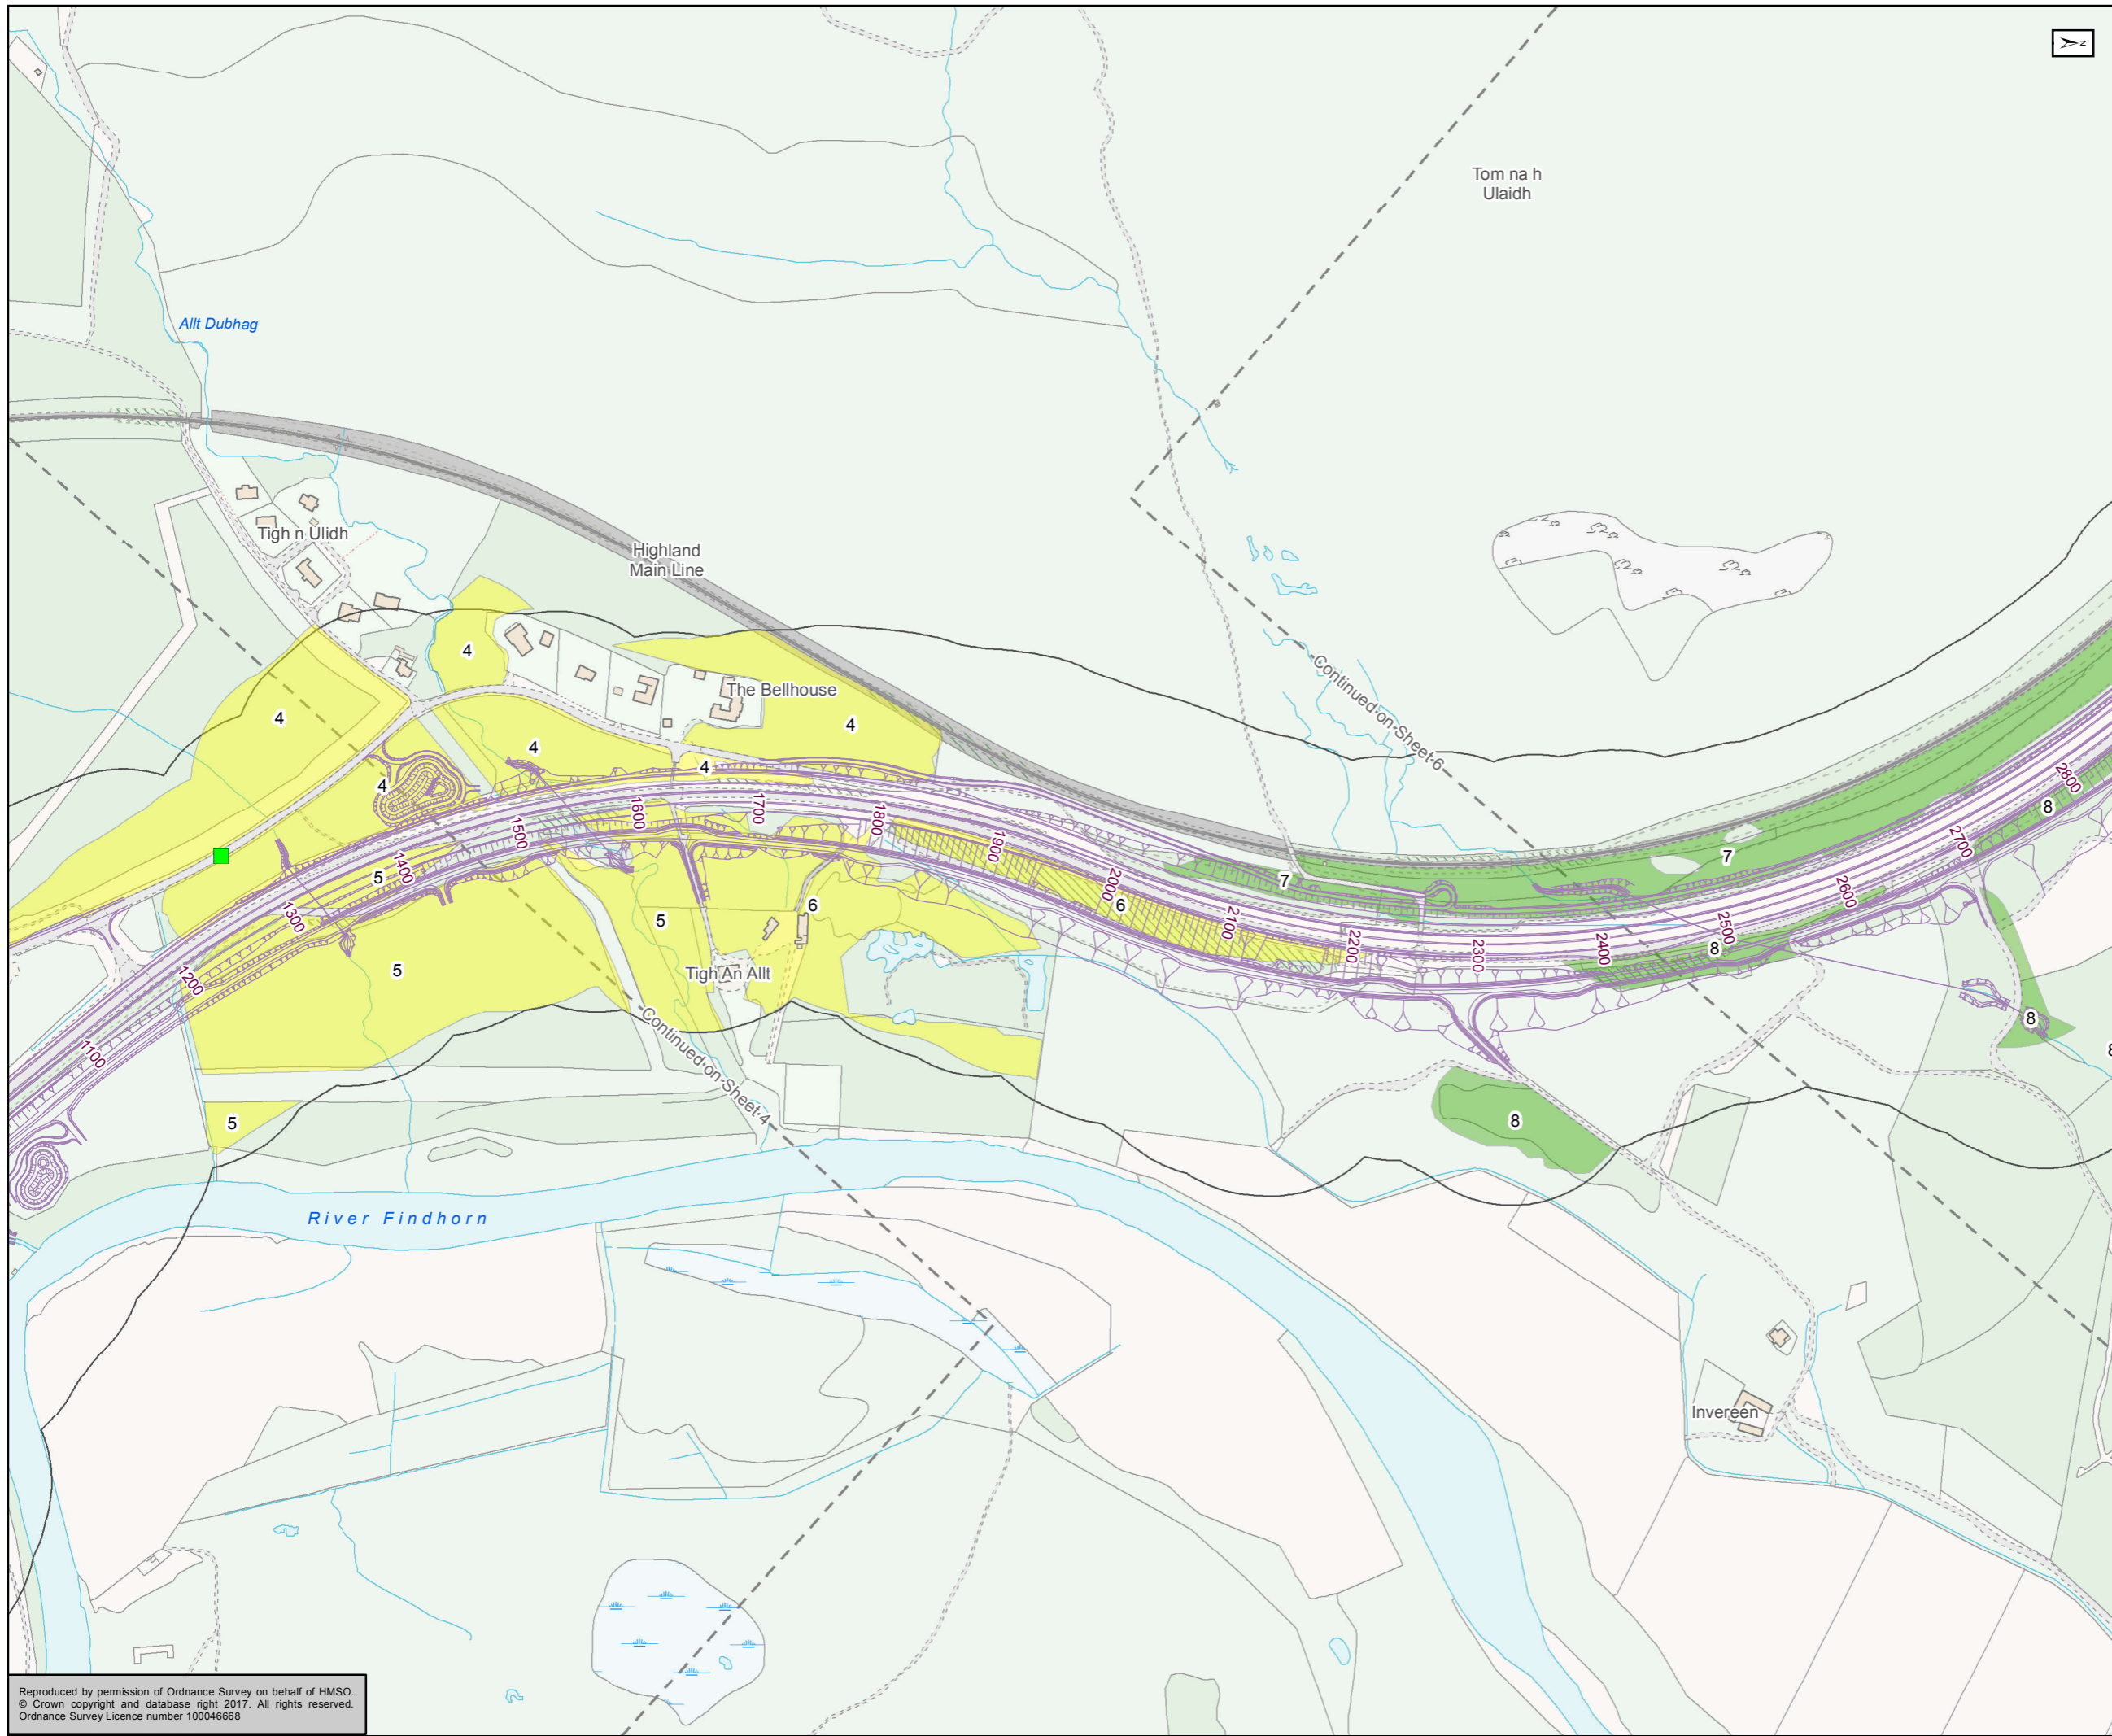 N
Tom na h
Ulaidh
Allt Dubhag
Tigh n Ulidh
Highland
Main Line
4
The Bellhouse
Continued on Sheet 6
4
4
4
4
4
2800
8
1800
1700
1600
1500
1900
2700
7
7
1400
5
2000
2600
6
6
5
1300
2100
2500
2400
2300
2200
8
5
Tigh An Allt
1200
8
Continued on Sheet 4
1100
8
5
8
River Findhorn
Invereen
Reproduced by permission of Ordnance Survey on behalf of HMSO.
© Crown copyright and database right 2017. All rights reserved.
Ordnance Survey Licence number 100046668